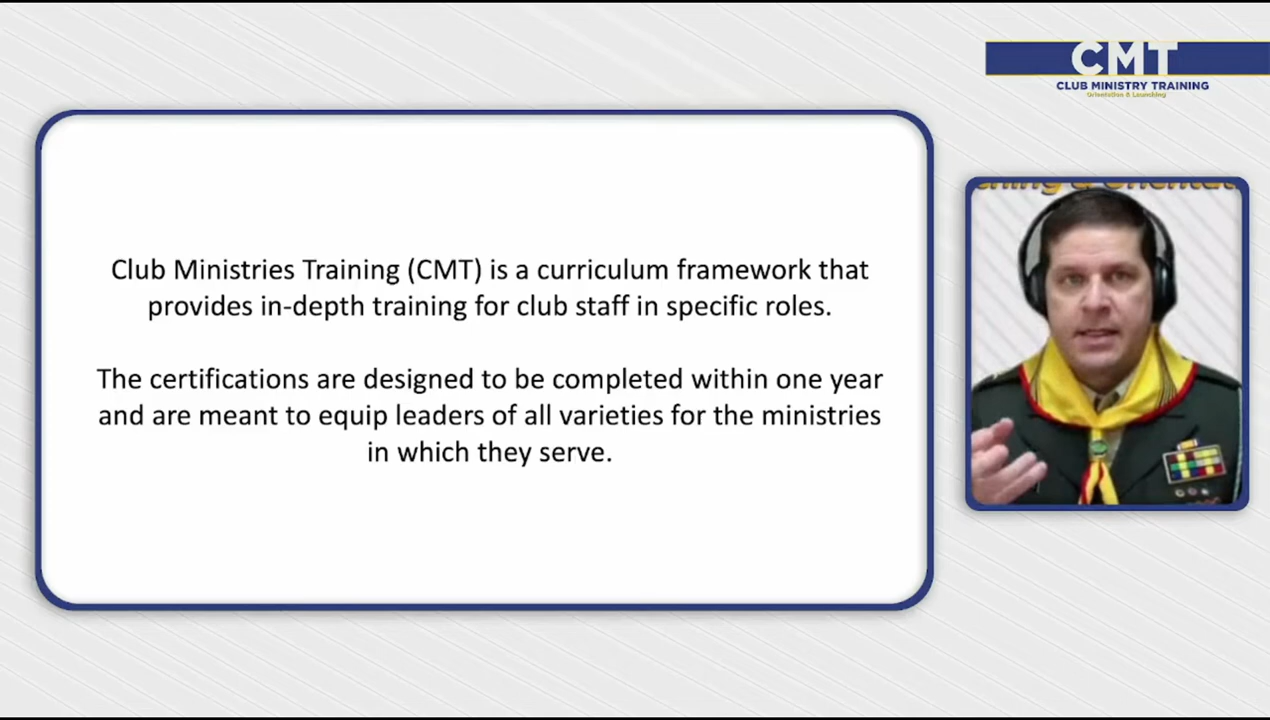 CMT
CLUB MINISTRY TRAINING
Orientation & Launching
Club Ministries Training (CMT) is a curriculum framework that
provides in-depth training for club staff in specific roles.
The certifications are designed to be completed within one year
and are meant to equip leaders of all varieties for the ministries
in which they serve.